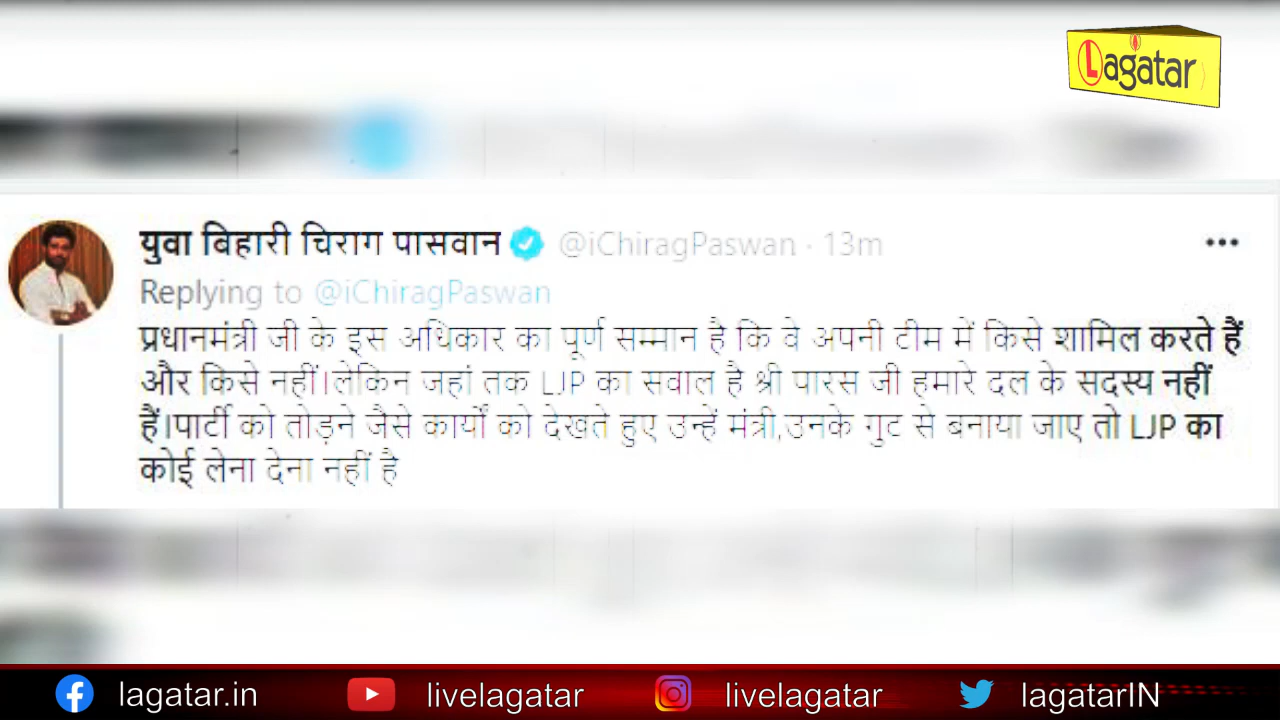 Lagatar
युवा बिहारी चिराग पासवान @iChiragPaswan · 13m
Replying to @iChiragPaswan
प्रधानमंत्री जी के इस अधिकार का पूर्ण सम्मान है कि वे अपनी टीम में किसे शामिल करते हैं
और किसे नहीं।लेकिन जहां तक LJP का सवाल है श्री पारस जी हमारे दल के सदस्य नहीं
हैं।पार्टी को तोड़ने जैसे कार्यों को देखते हुए उन्हें मंत्री,उनके गुट से बनाया जाए तो LJP का
कोई लेना देना नहीं है
lagatar.in livelagatar livelagatar lagatarIN